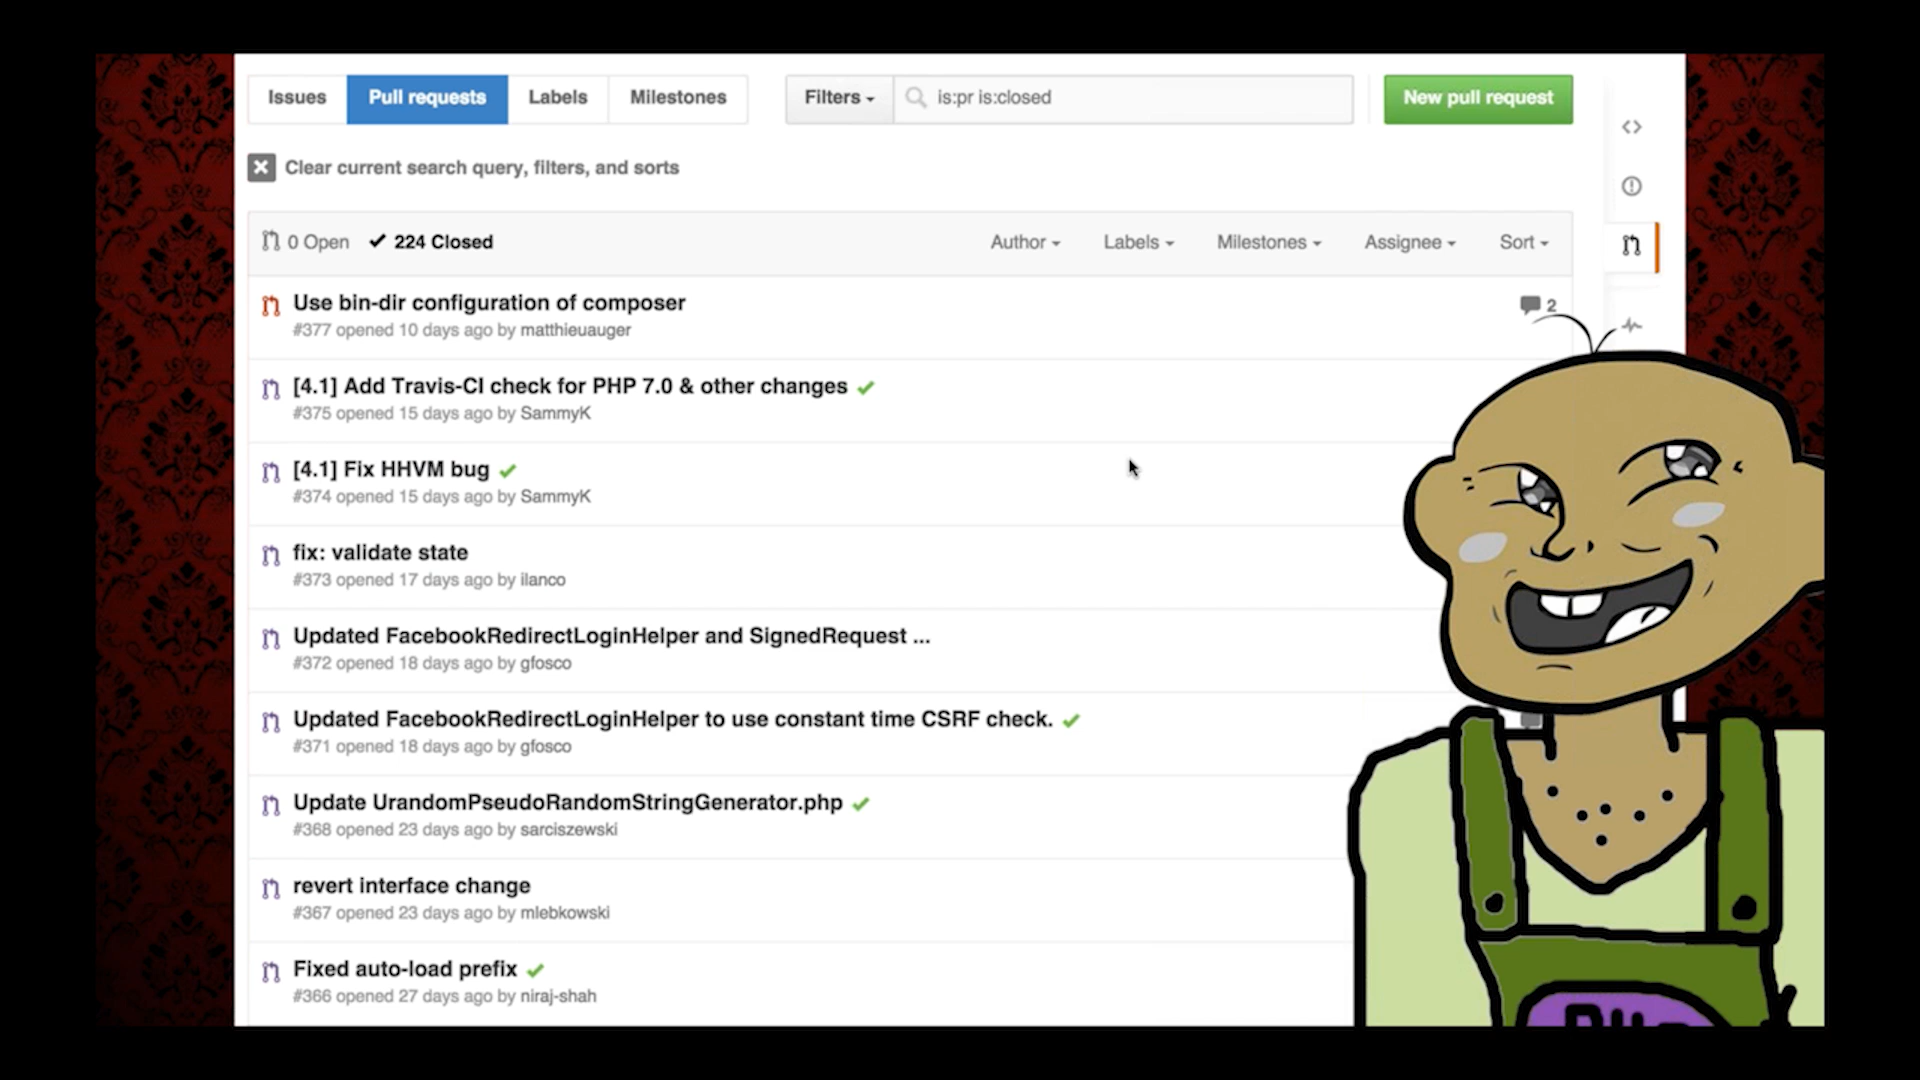 Issues Pull requests Labels Milestones Filters is:pr is:closed New pull request
Clear current search query, filters, and sorts
0 Open 224 Closed Author Labels Milestones Assignee Sort
Use bin-dir configuration of composer 2
#377 opened 10 days ago by matthieuauger
[4.1] Add Travis-CI check for PHP 7.0 & other changes
#375 opened 15 days ago by SammyK
[4.1] Fix HHVM bug
#374 opened 15 days ago by SammyK
fix: validate state
#373 opened 17 days ago by ilanco
Updated FacebookRedirectLoginHelper and SignedRequest ...
#372 opened 18 days ago by gfosco
Updated FacebookRedirectLoginHelper to use constant time CSRF check.
#371 opened 18 days ago by gfosco
Update UrandomPseudoRandomStringGenerator.php
#368 opened 23 days ago by sarciszewski
revert interface change
#367 opened 23 days ago by mlebkowski
Fixed auto-load prefix
#366 opened 27 days ago by niraj-shah